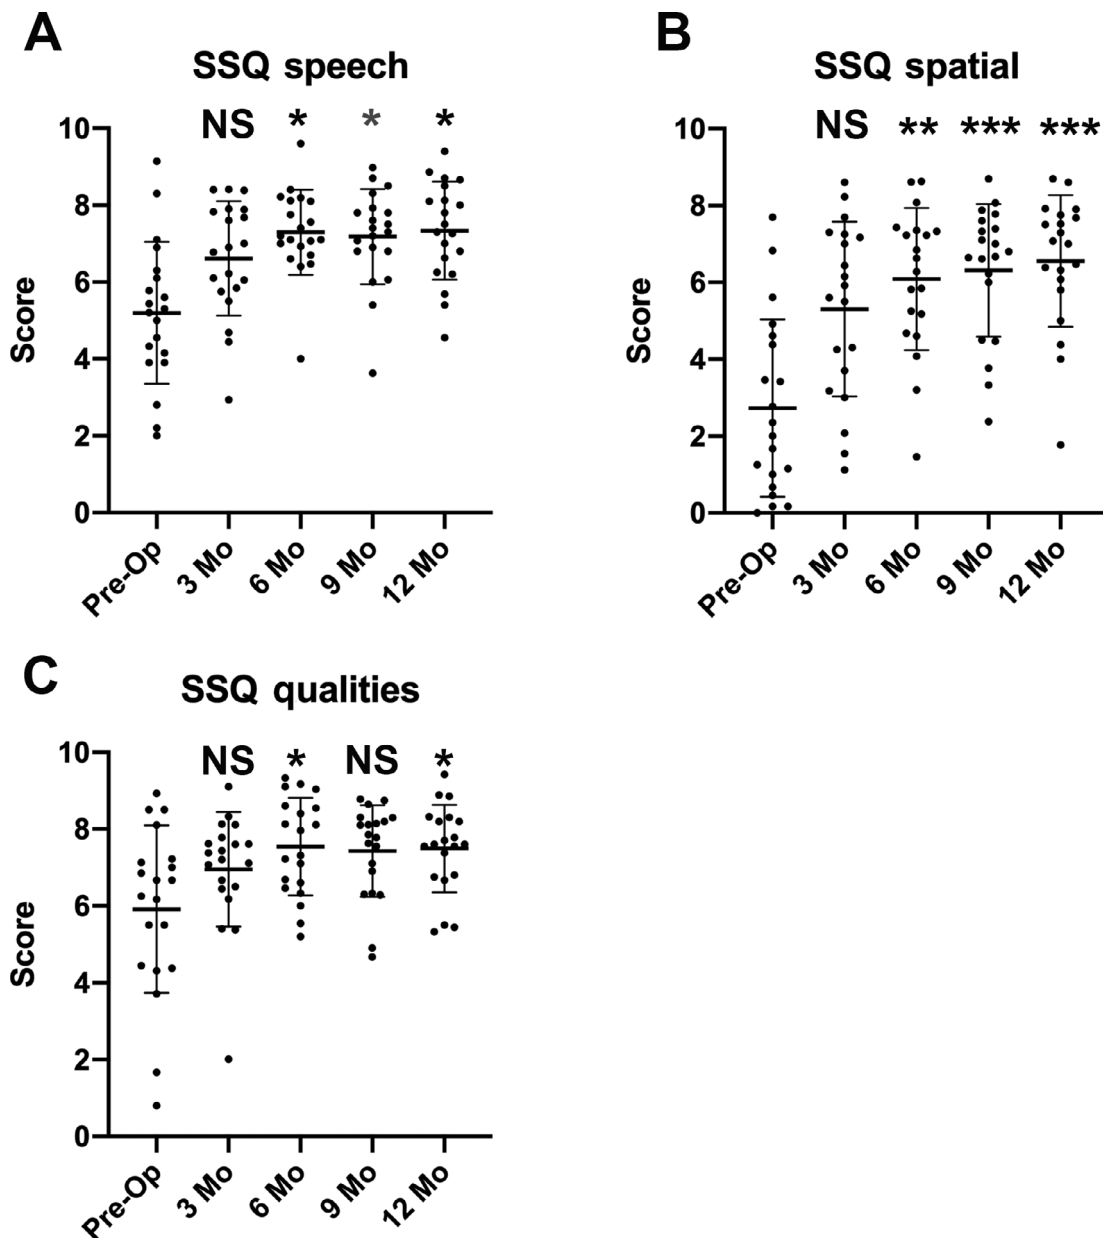 A
SSQ speech
NS * * *
10
8
6
4
2
0
Score
Pre-Op 3 Mo 6 Mo 9 Mo 12 Mo
B
SSQ spatial
NS ** *** ***
10
8
6
4
2
0
Score
Pre-Op 3 Mo 6 Mo 9 Mo 12 Mo
C
SSQ qualities
NS * NS *
10
8
6
4
2
0
Score
Pre-Op 3 Mo 6 Mo 9 Mo 12 Mo